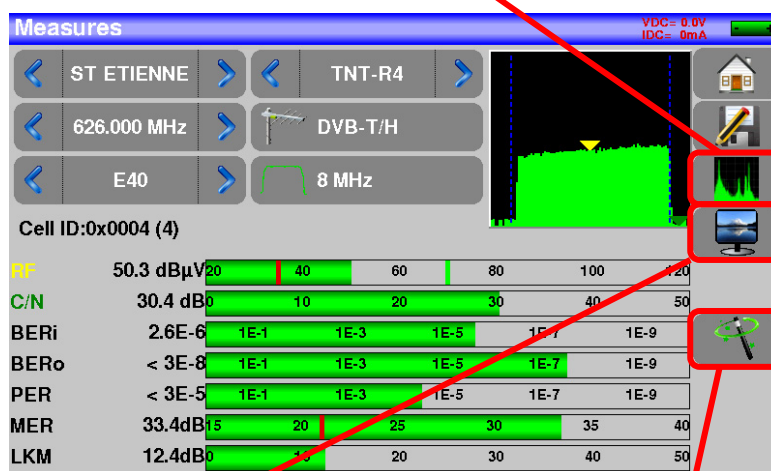 Measures
VDC= 0.0V
IDC= 0mA
ST ETIENNE
TNT-R4
626.000 MHz
DVB-T/H
E40
8 MHz
Cell ID:0x0004 (4)
RF 50.3 dBµV 20 40 60 80 100 120
C/N 30.4 dB 0 10 20 30 40 50
BERi 2.6E-6 1E-1 1E-3 1E-5 1E-7 1E-9
BERo < 3E-8 1E-1 1E-3 1E-5 1E-7 1E-9
PER < 3E-5 1E-1 1E-3 1E-5 1E-7 1E-9
MER 33.4dB 15 20 25 30 35 40
LKM 12.4dB 0 10 20 30 40 50